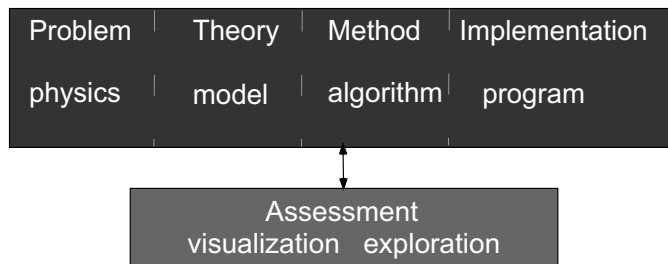 Problem Theory Method Implementation
physics model algorithm program
Assessment
visualization exploration